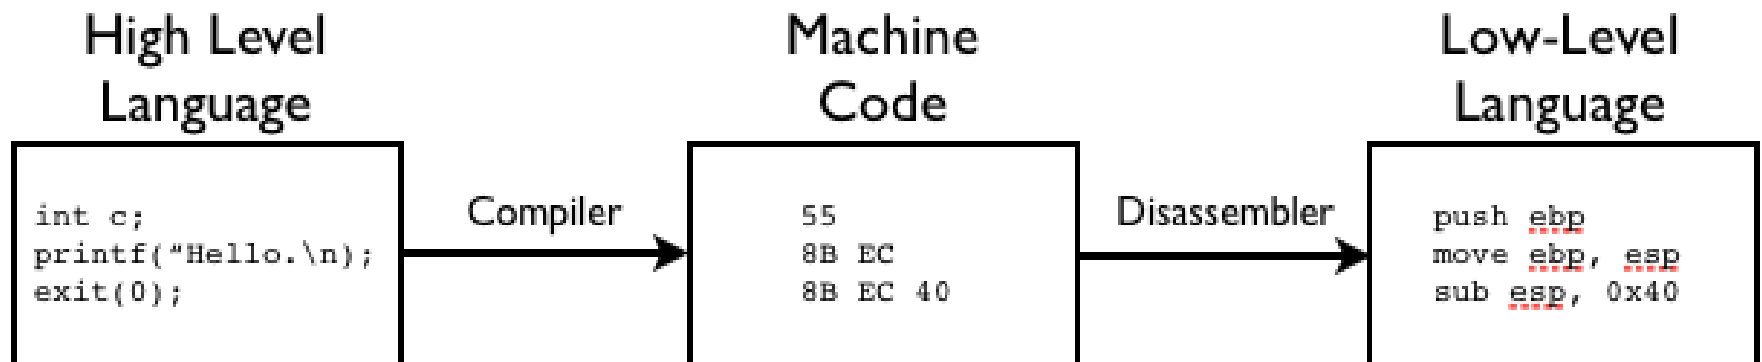 High Level
Language
int c;
printf(“Hello.\n);
exit(0);
Compiler
Machine
Code
55
8B EC
8B EC 40
Disassembler
Low-Level
Language
push ebp
move ebp, esp
sub esp, 0x40